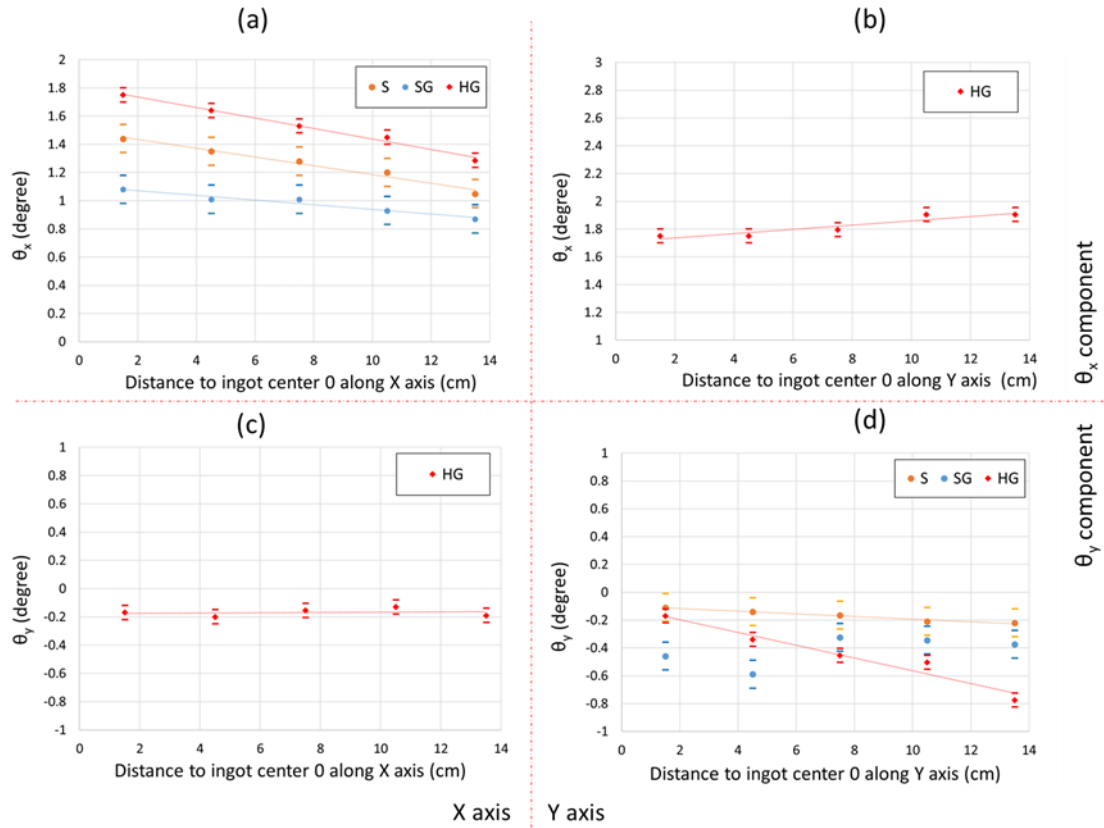 (a)
2
1.8
1.6
1.4
1.2
1
0.8
0.6
0.4
0.2
0
θx (degree)
S SG HG
0 2 4 6 8 10 12 14
Distance to ingot center 0 along X axis (cm)
(b)
3
2.8
2.6
2.4
2.2
2
1.8
1.6
1.4
1.2
1
θx (degree)
HG
0 2 4 6 8 10 12 14
Distance to ingot center 0 along Y axis (cm)
θx component
(c)
1
0.8
0.6
0.4
0.2
0
-0.2
-0.4
-0.6
-0.8
-1
θy (degree)
HG
0 2 4 6 8 10 12 14
Distance to ingot center 0 along X axis (cm)
(d)
1
0.8
0.6
0.4
0.2
0
-0.2
-0.4
-0.6
-0.8
-1
θy (degree)
S SG HG
0 2 4 6 8 10 12 14
Distance to ingot center 0 along Y axis (cm)
θy component
X axis
Y axis